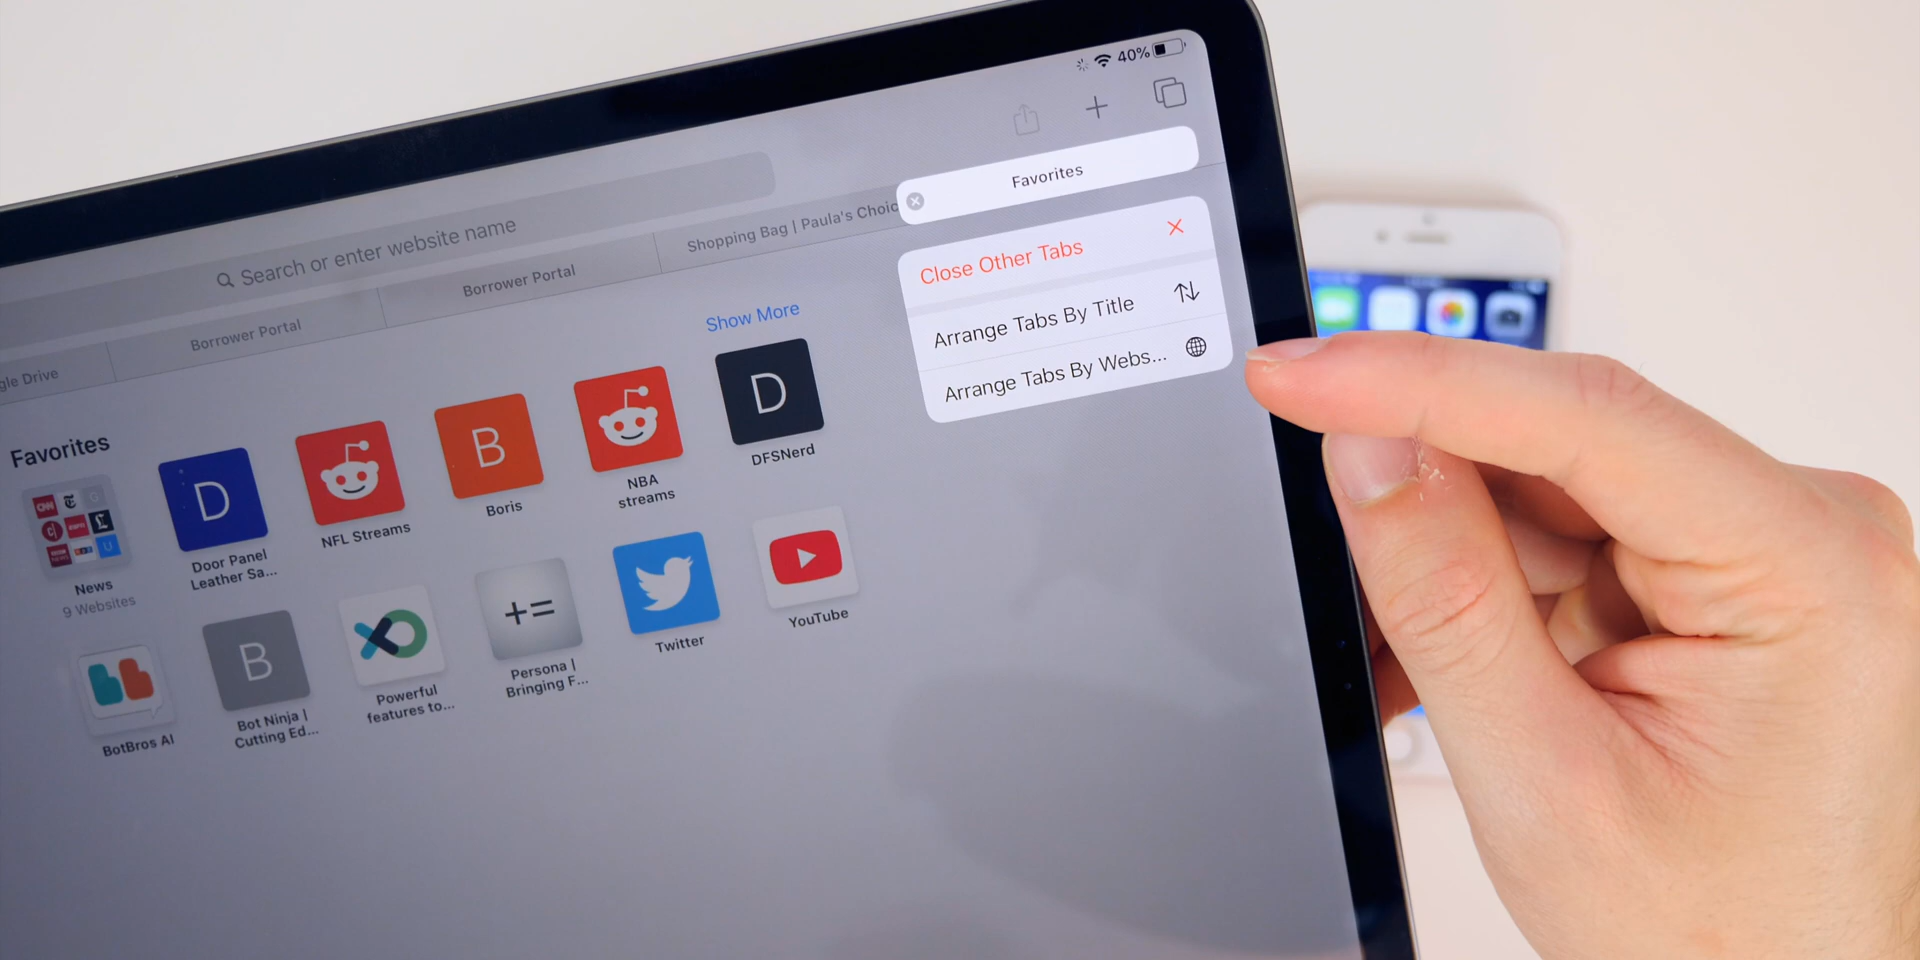 40%
Search or enter website name
Favorites
gle Drive
Borrower Portal
Borrower Portal
Shopping Bag | Paula's Choic
Close Other Tabs
Arrange Tabs By Title
Arrange Tabs By Webs...
Show More
Favorites
CNN
ESPN
U
News
9 Websites
D
Door Panel
Leather Sa...
NFL Streams
B
Boris
NBA
streams
D
DFSNerd
BotBros AI
B
Bot Ninja |
Cutting Ed...
Powerful
features to...
+=
Persona |
Bringing F...
Twitter
YouTube